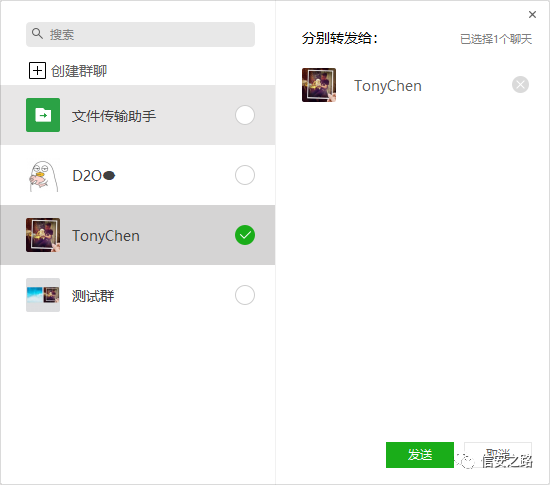 搜索
创建群聊
文件传输助手
D2O
TonyChen
测试群
×
分别转发给：
已选择1个聊天
TonyChen
发送
取消
信安之路